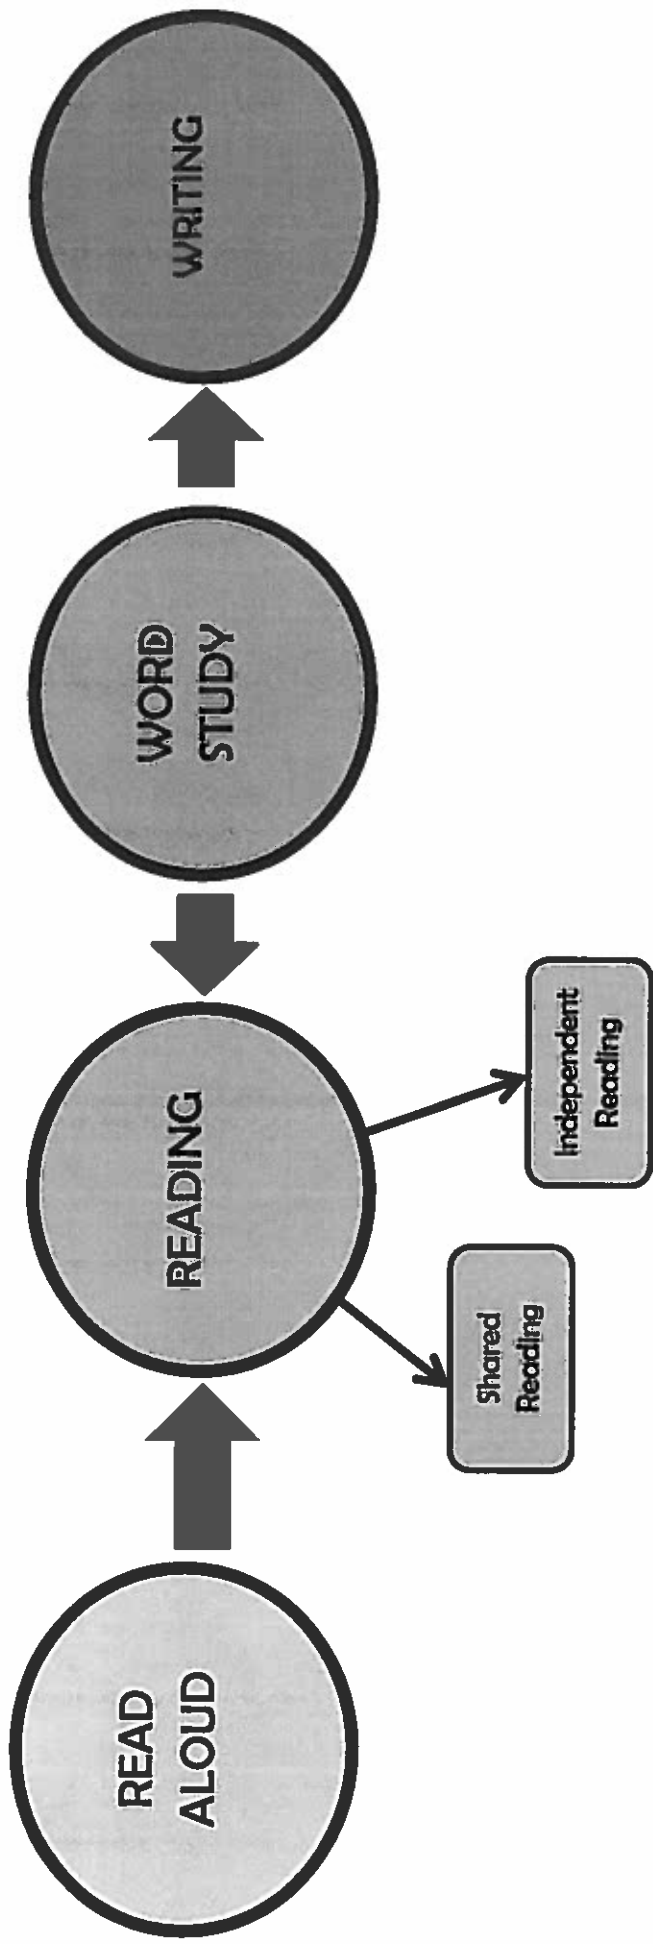 READ
ALOUD
READING
WORD
STUDY
WRITING
Shared
Reading
Independent
Reading